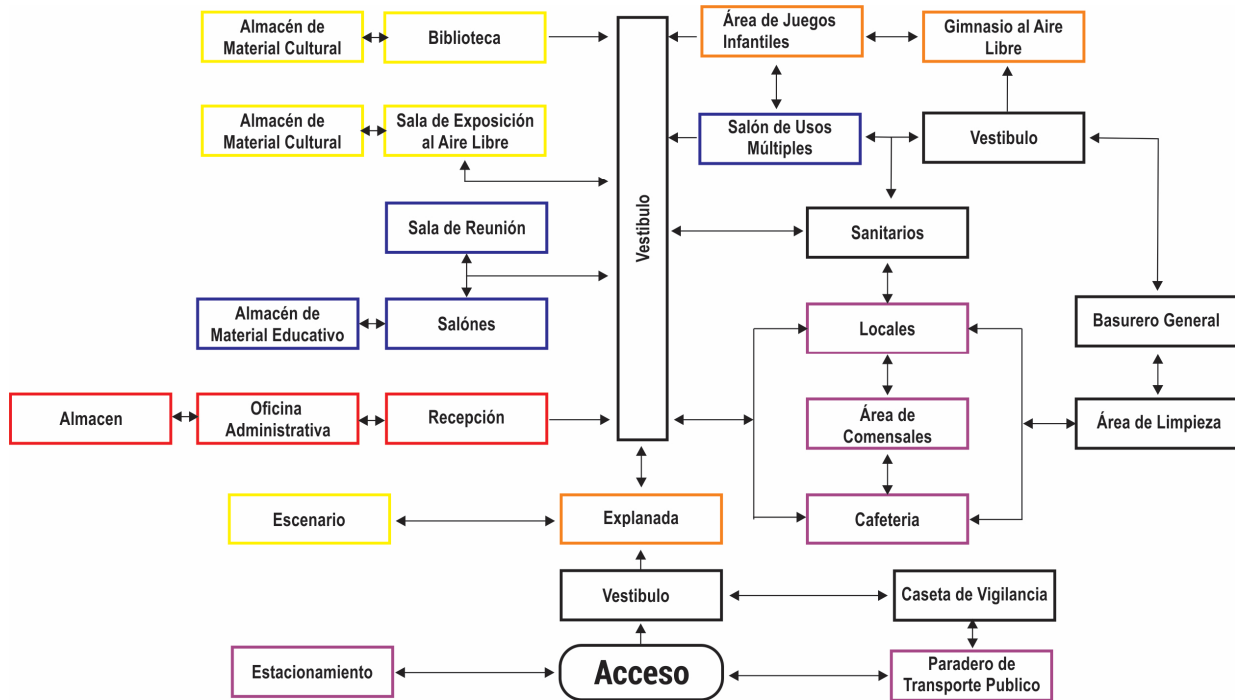 Almacén de
Material Cultural
Biblioteca
Área de Juegos
Infantiles
Gimnasio al Aire
Libre
Almacén de
Material Cultural
Sala de Exposición
al Aire Libre
Salón de Usos
Múltiples
Vestibulo
Vestibulo
Sala de Reunión
Sanitarios
Almacén de
Material Educativo
Salónes
Locales
Basurero General
Almacen
Oficina
Administrativa
Recepción
Área de
Comensales
Área de Limpieza
Escenario
Explanada
Cafeteria
Vestibulo
Caseta de Vigilancia
Estacionamiento
Acceso
Paradero de
Transporte Publico